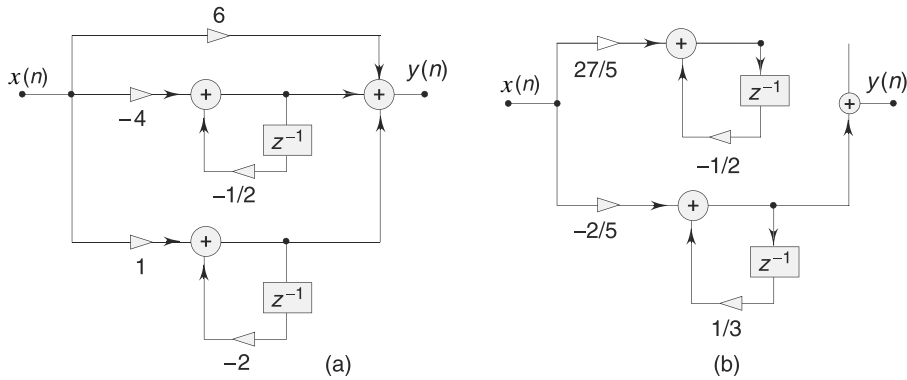 6
x(n)
y(n)
+
+
−4
z⁻¹
−1/2
+
1
z⁻¹
−2
(a)
x(n)
27/5
+
z⁻¹
−1/2
y(n)
+
−2/5
+
z⁻¹
1/3
(b)